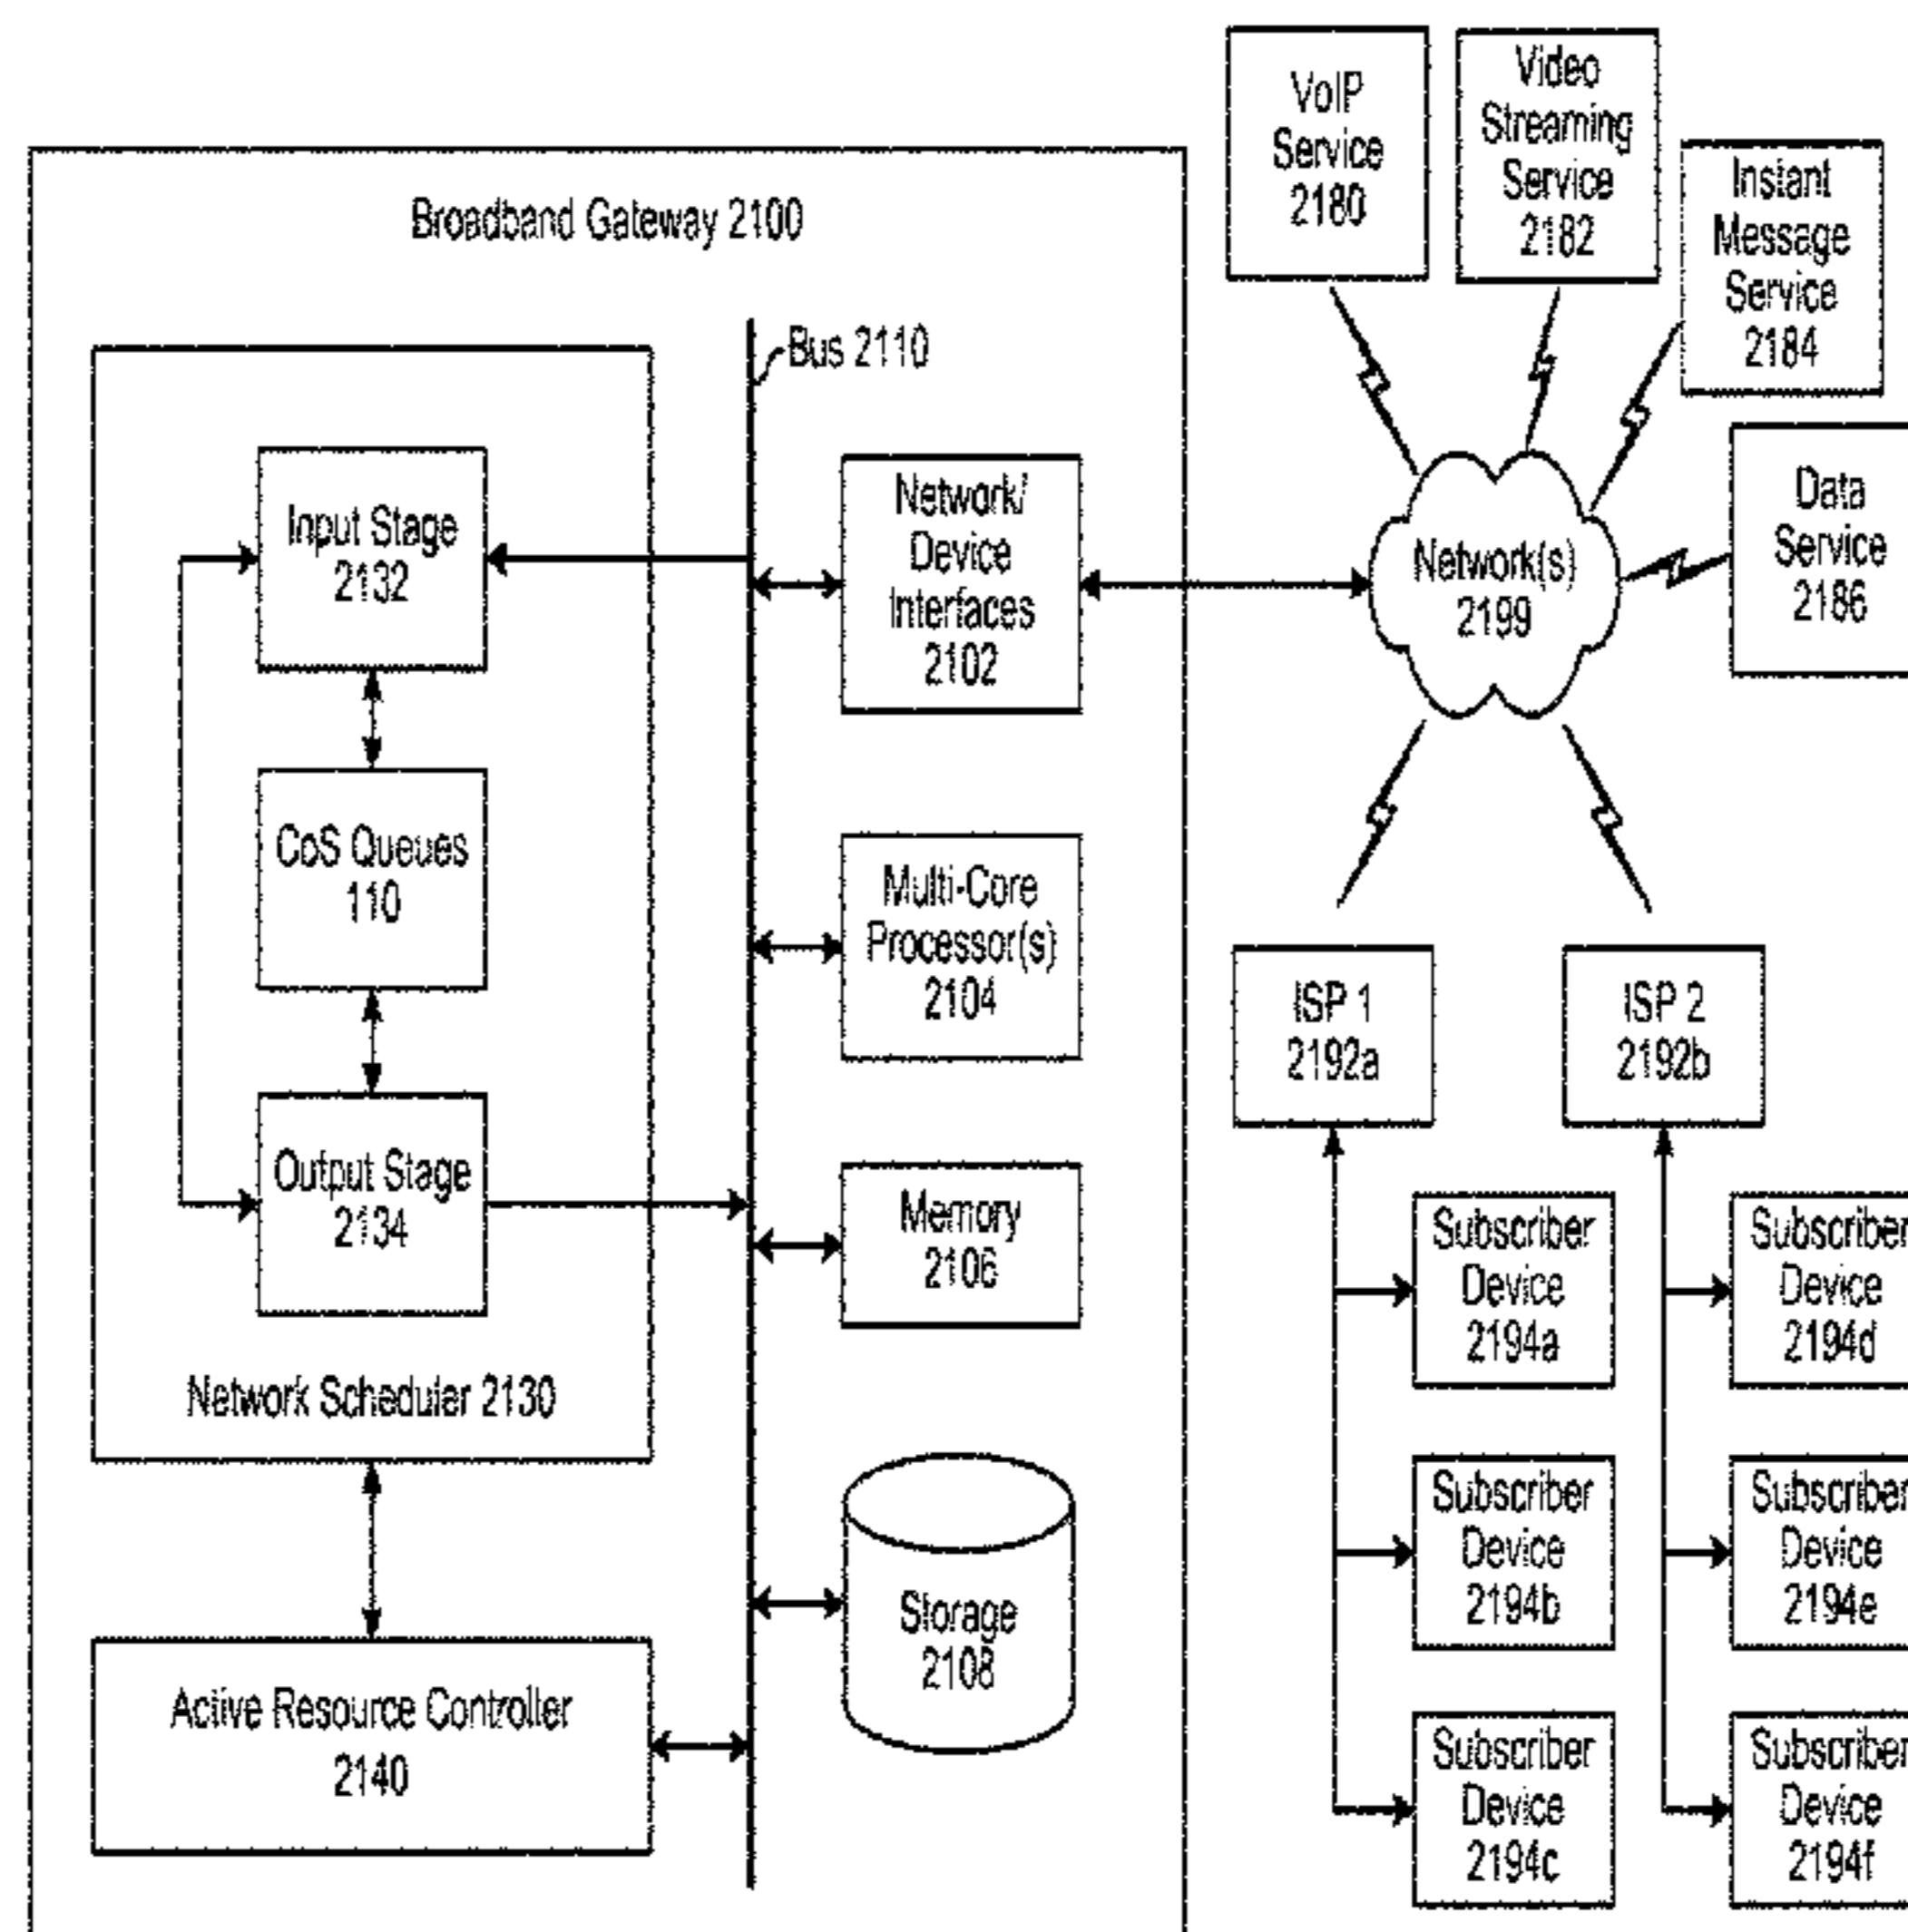 Broadband Gateway 2100
Bus 2110
Input Stage
2132
CoS Queues
110
Output Stage
2134
Network Scheduler 2130
Active Resource Controller
2140
Network/
Device
Interfaces
2102
Multi-Core
Processor(s)
2104
Memory
2106
Storage
2108
VoIP
Service
2180
Video
Streaming
Service
2182
Instant
Message
Service
2184
Data
Service
2186
Network(s)
2199
ISP 1
2192a
ISP 2
2192b
Subscriber
Device
2194a
Subscriber
Device
2194b
Subscriber
Device
2194c
Subscriber
Device
2194d
Subscriber
Device
2194e
Subscriber
Device
2194f